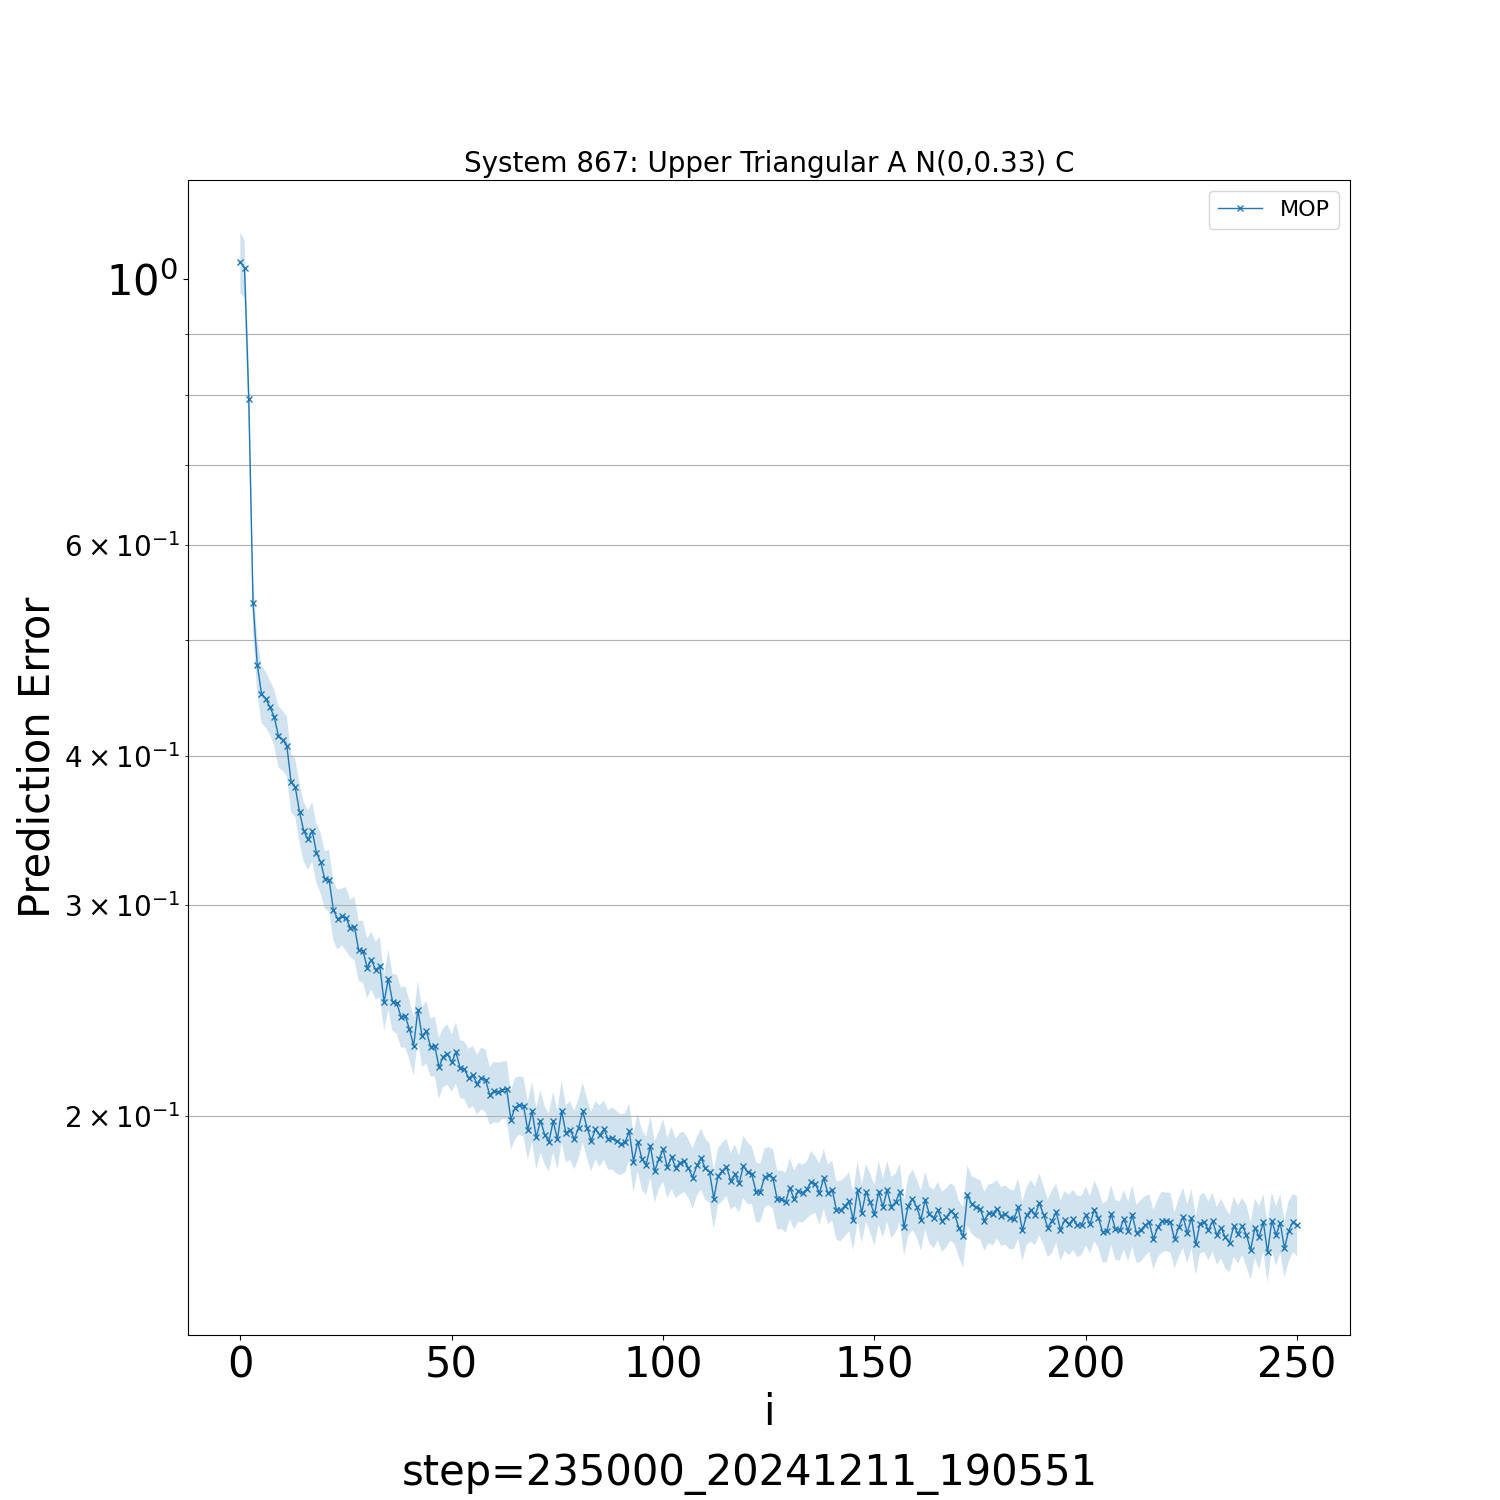 System 867: Upper Triangular A N(0,0.33) C
MOP
10⁰
6 × 10⁻¹
4 × 10⁻¹
3 × 10⁻¹
2 × 10⁻¹
Prediction Error
0 50 100 150 200 250
i
step=235000_20241211_190551